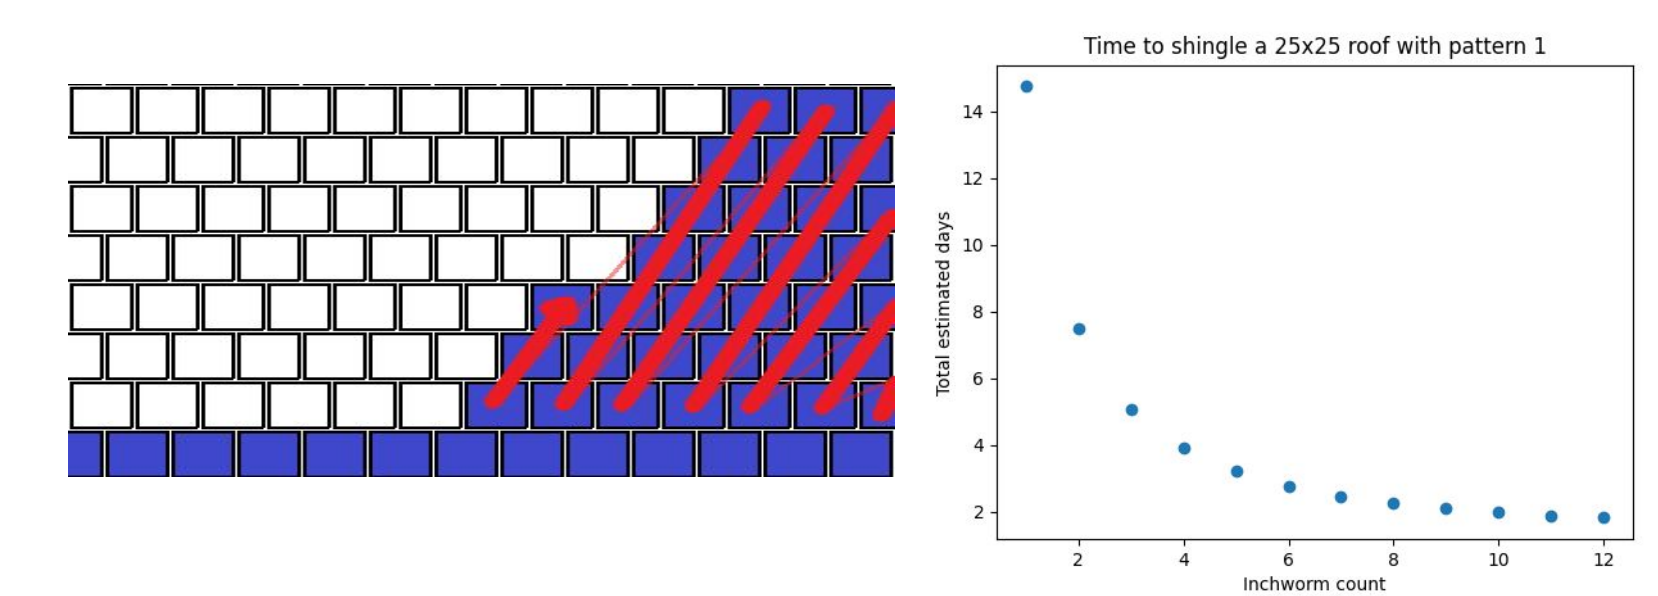 Time to shingle a 25x25 roof with pattern 1
Total estimated days
14
12
10
8
6
4
2
2 4 6 8 10 12
Inchworm count